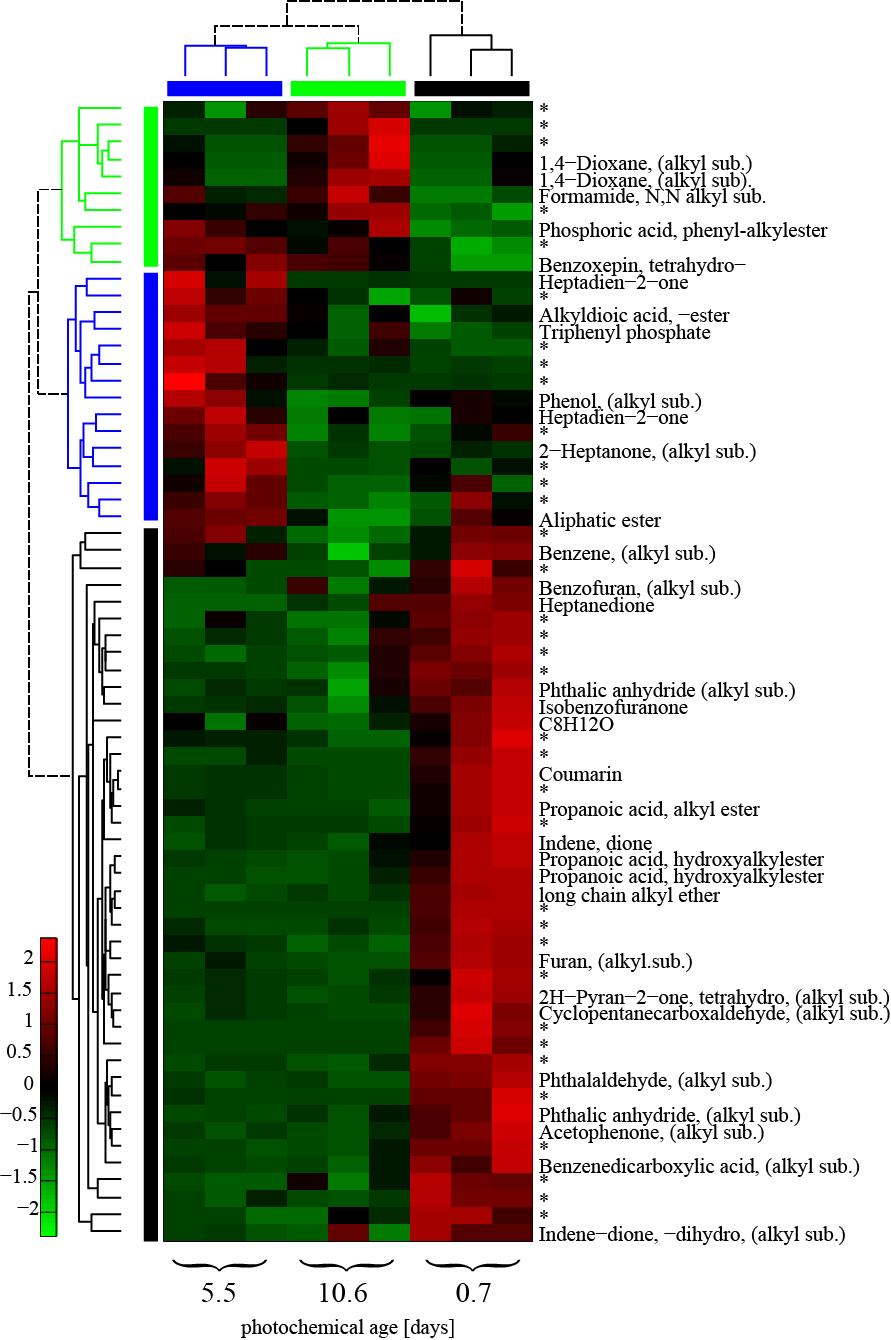 *
*
*
1,4−Dioxane, (alkyl sub.)
1,4−Dioxane, (alkyl sub).
Formamide, N,N alkyl sub.
*
Phosphoric acid, phenyl-alkylester
*
Benzoxepin, tetrahydro−
Heptadien−2−one
*
Alkyldioic acid, −ester
Triphenyl phosphate
*
*
*
Phenol, (alkyl sub.)
Heptadien−2−one
*
2−Heptanone, (alkyl sub.)
*
*
*
Aliphatic ester
*
Benzene, (alkyl sub.)
*
Benzofuran, (alkyl sub.)
Heptanedione
*
*
*
*
Phthalic anhydride (alkyl sub.)
Isobenzofuranone
C8H12O
*
*
Coumarin
*
Propanoic acid, alkyl ester
*
Indene, dione
Propanoic acid, hydroxyalkylester
Propanoic acid, hydroxyalkylester
long chain alkyl ether
*
*
*
Furan, (alkyl.sub.)
*
2H−Pyran−2−one, tetrahydro, (alkyl sub.)
Cyclopentanecarboxaldehyde, (alkyl sub.)
*
*
*
Phthalaldehyde, (alkyl sub.)
*
Phthalic anhydride, (alkyl sub.)
Acetophenone, (alkyl sub.)
*
Benzenedicarboxylic acid, (alkyl sub.)
*
*
*
Indene−dione, −dihydro, (alkyl sub.)
2
1.5
1
0.5
0
−0.5
−1
−1.5
−2
5.5 10.6 0.7
photochemical age [days]